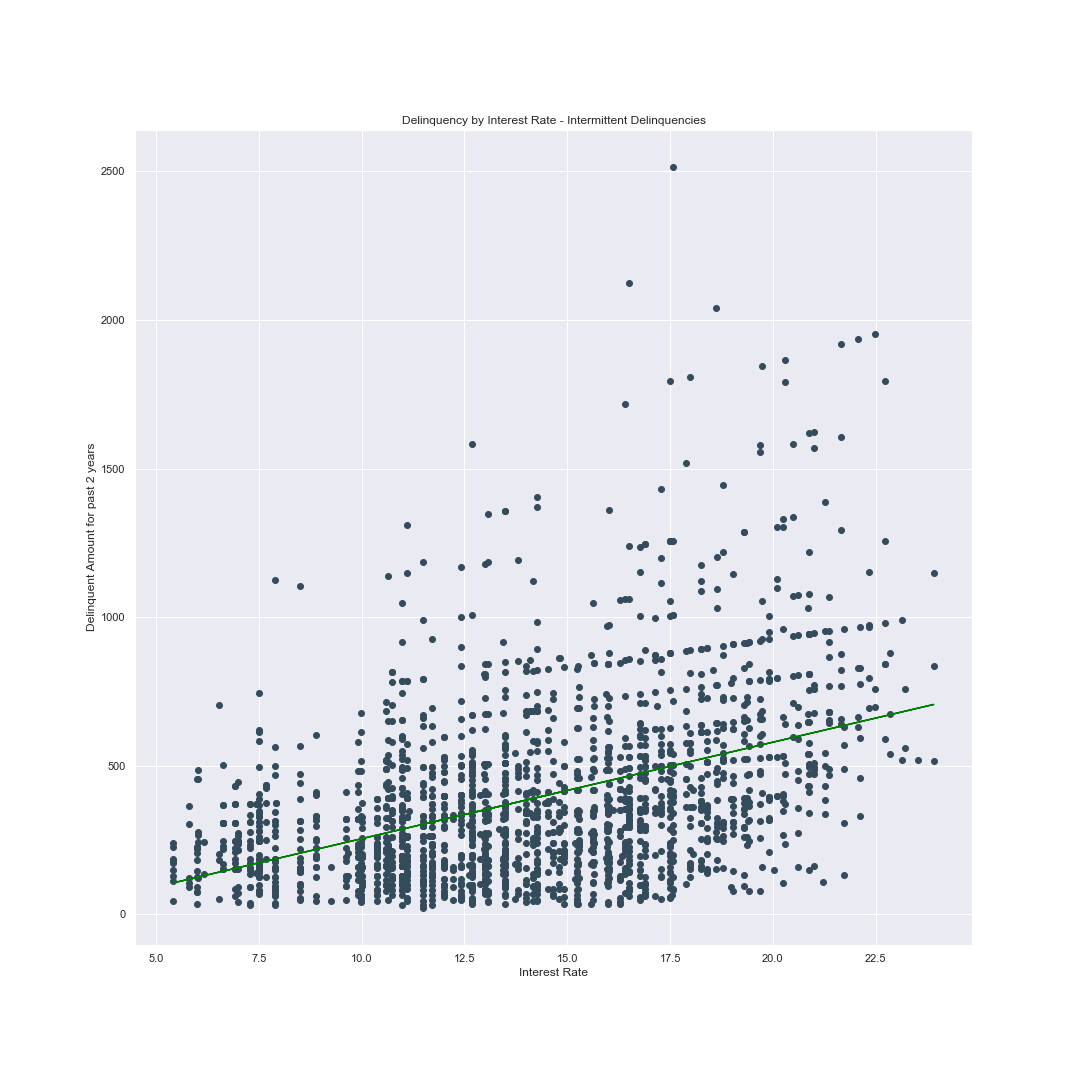 Delinquency by Interest Rate - Intermittent Delinquencies
2500
2000
1500
1000
500
0
Delinquent Amount for past 2 years
5.0 7.5 10.0 12.5 15.0 17.5 20.0 22.5
Interest Rate